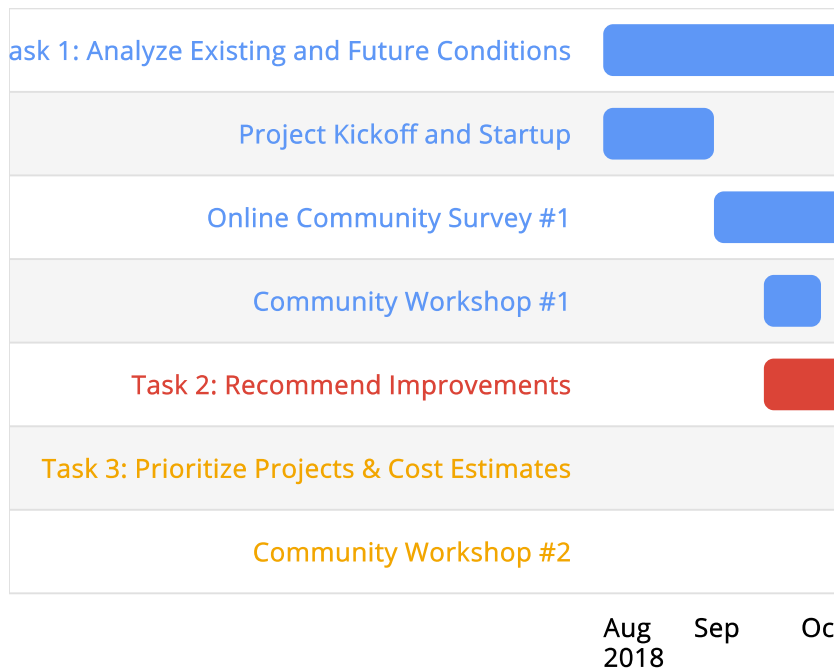 ask 1: Analyze Existing and Future Conditions
Project Kickoff and Startup
Online Community Survey #1
Community Workshop #1
Task 2: Recommend Improvements
Task 3: Prioritize Projects & Cost Estimates
Community Workshop #2
Aug Sep Oc
2018